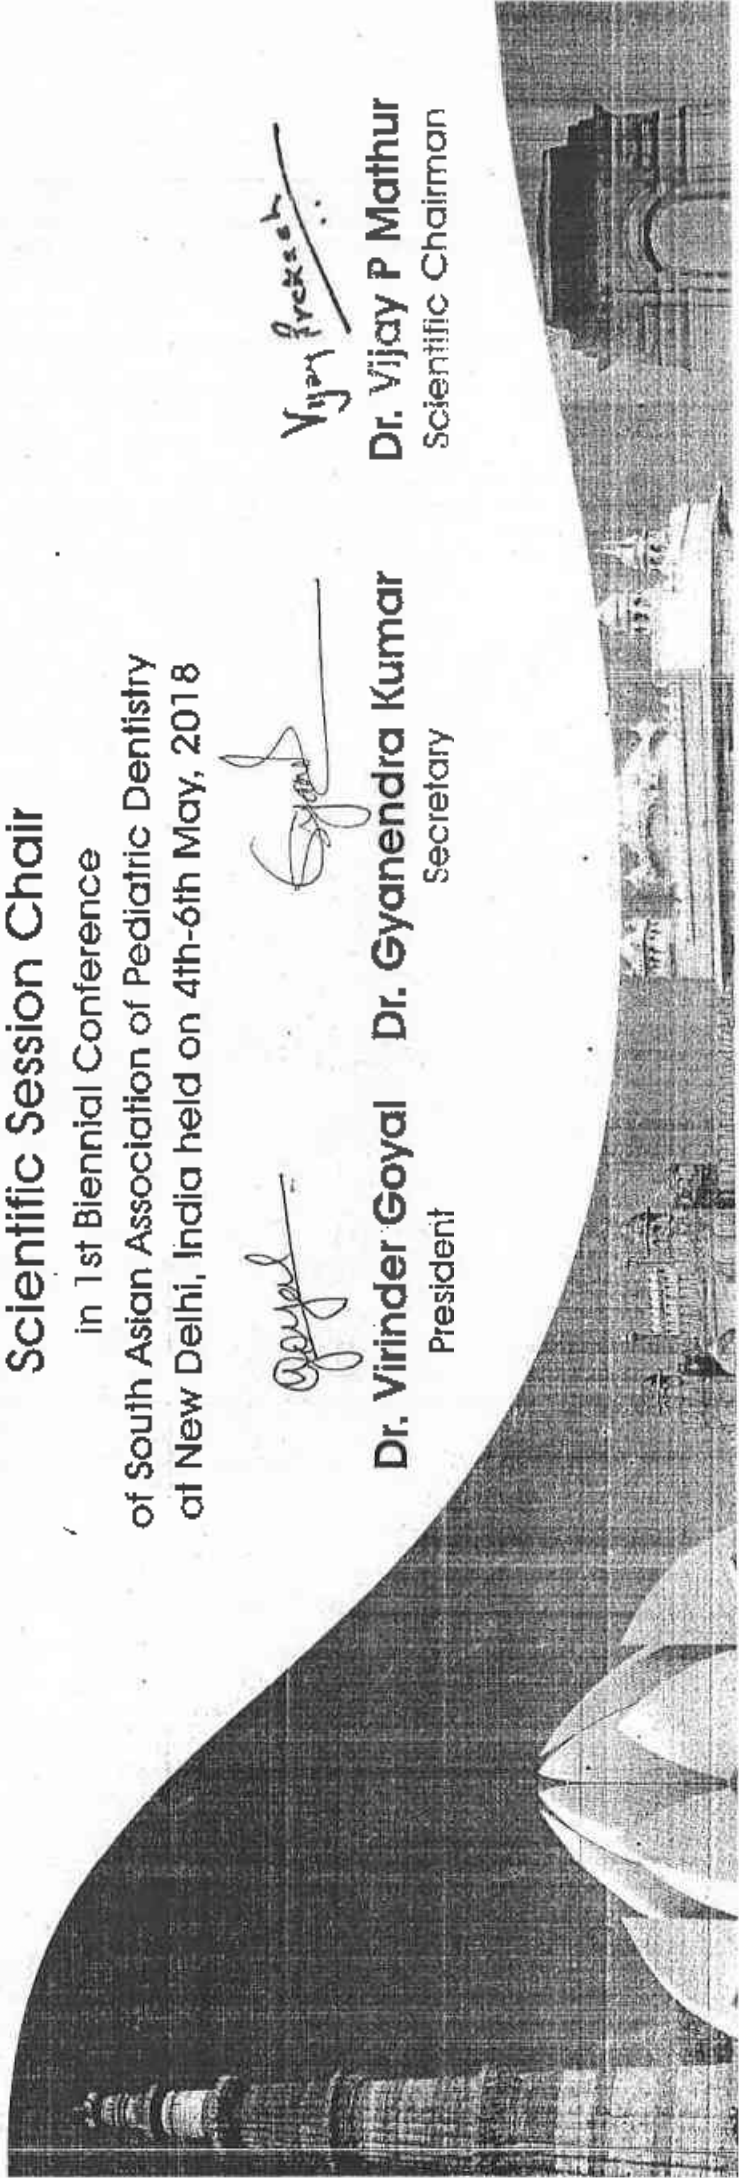 Scientific Session Chair
in 1st Biennial Conference
of South Asian Association of Pediatric Dentistry
at New Delhi, India held on 4th-6th May, 2018
Goyal Gyanend Vijay Prakash
Dr. Virinder Goyal Dr. Gyanendra Kumar Dr. Vijay P Mathur
President Secretary Scientific Chairman